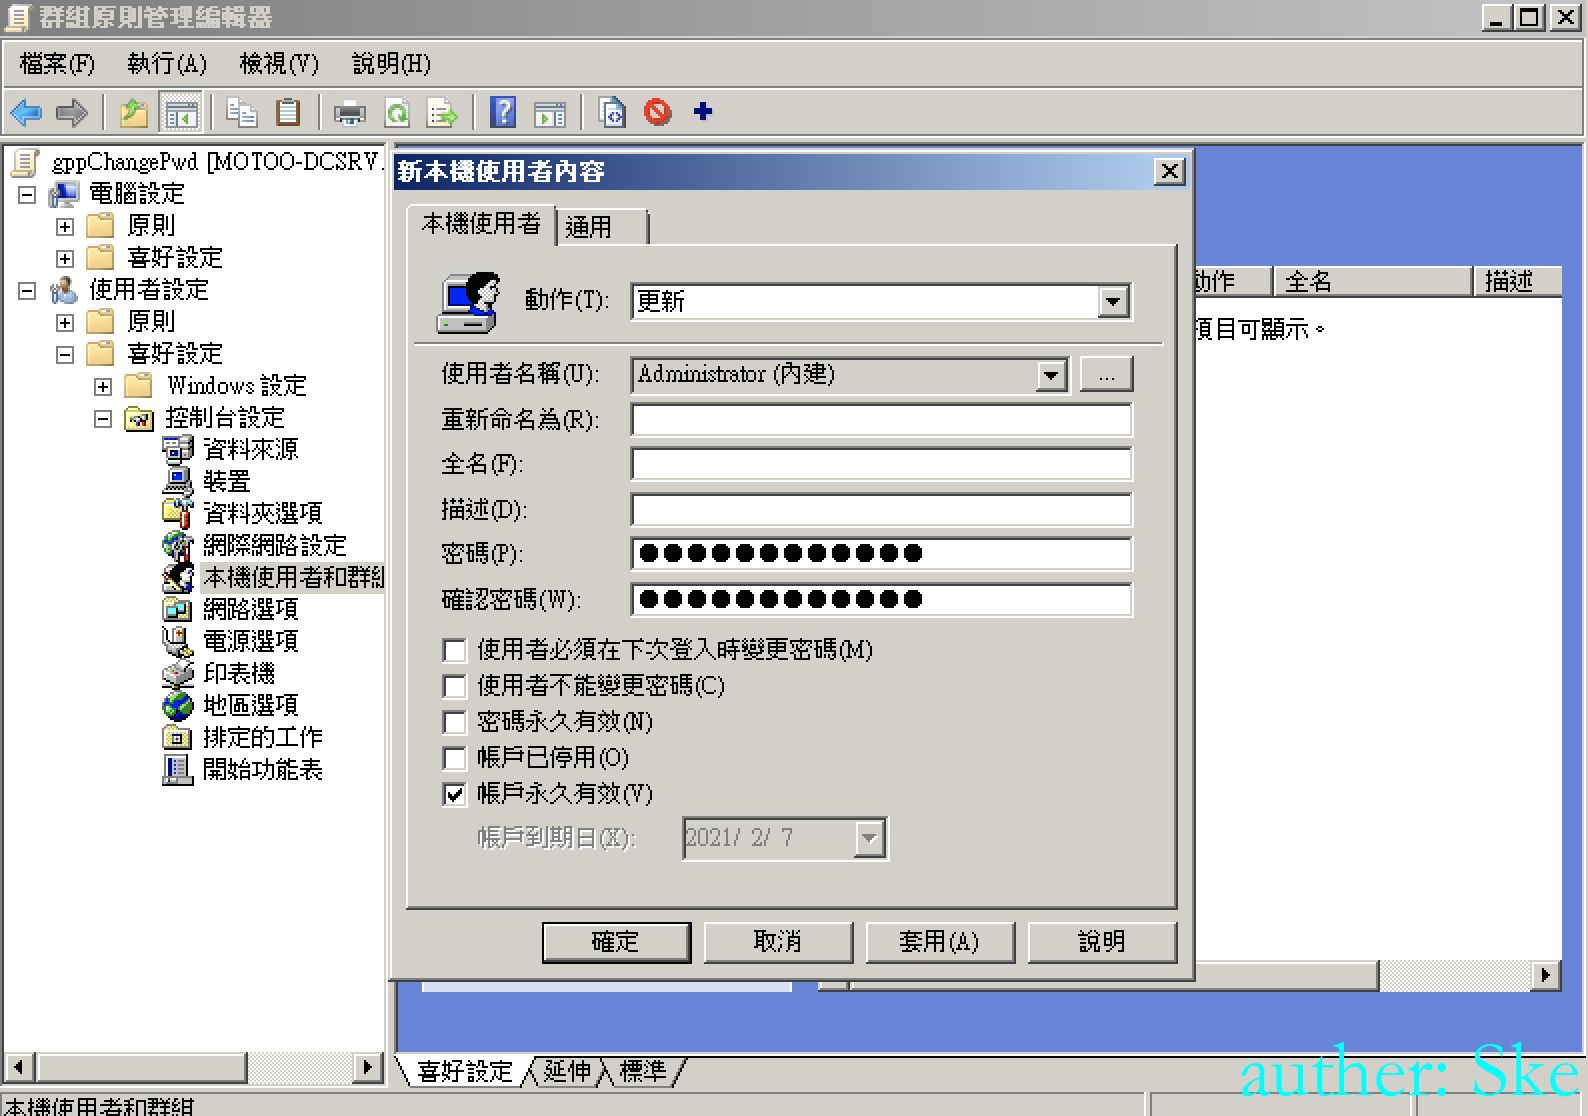 群組原則管理編輯器
檔案(F) 執行(A) 檢視(V) 說明(H)
gppChangePwd [MOTOO-DCSRV.
電腦設定
原則
喜好設定
使用者設定
原則
喜好設定
Windows 設定
控制台設定
資料來源
裝置
資料夾選項
網際網路設定
本機使用者和群組
網路選項
電源選項
印表機
地區選項
排定的工作
開始功能表
新本機使用者內容
本機使用者 通用
動作(T): 更新
使用者名稱(U): Administrator (內建) ...
重新命名為(R):
全名(F):
描述(D):
密碼(P): ●●●●●●●●●●●●
確認密碼(W): ●●●●●●●●●●●●
使用者必須在下次登入時變更密碼(M)
使用者不能變更密碼(C)
密碼永久有效(N)
帳戶已停用(O)
帳戶永久有效(V)
帳戶到期日(X): 2021/ 2/ 7
確定 取消 套用(A) 說明
動作 全名 描述
項目可顯示。
喜好設定 延伸 標準
本機使用者和群組
auther: Ske